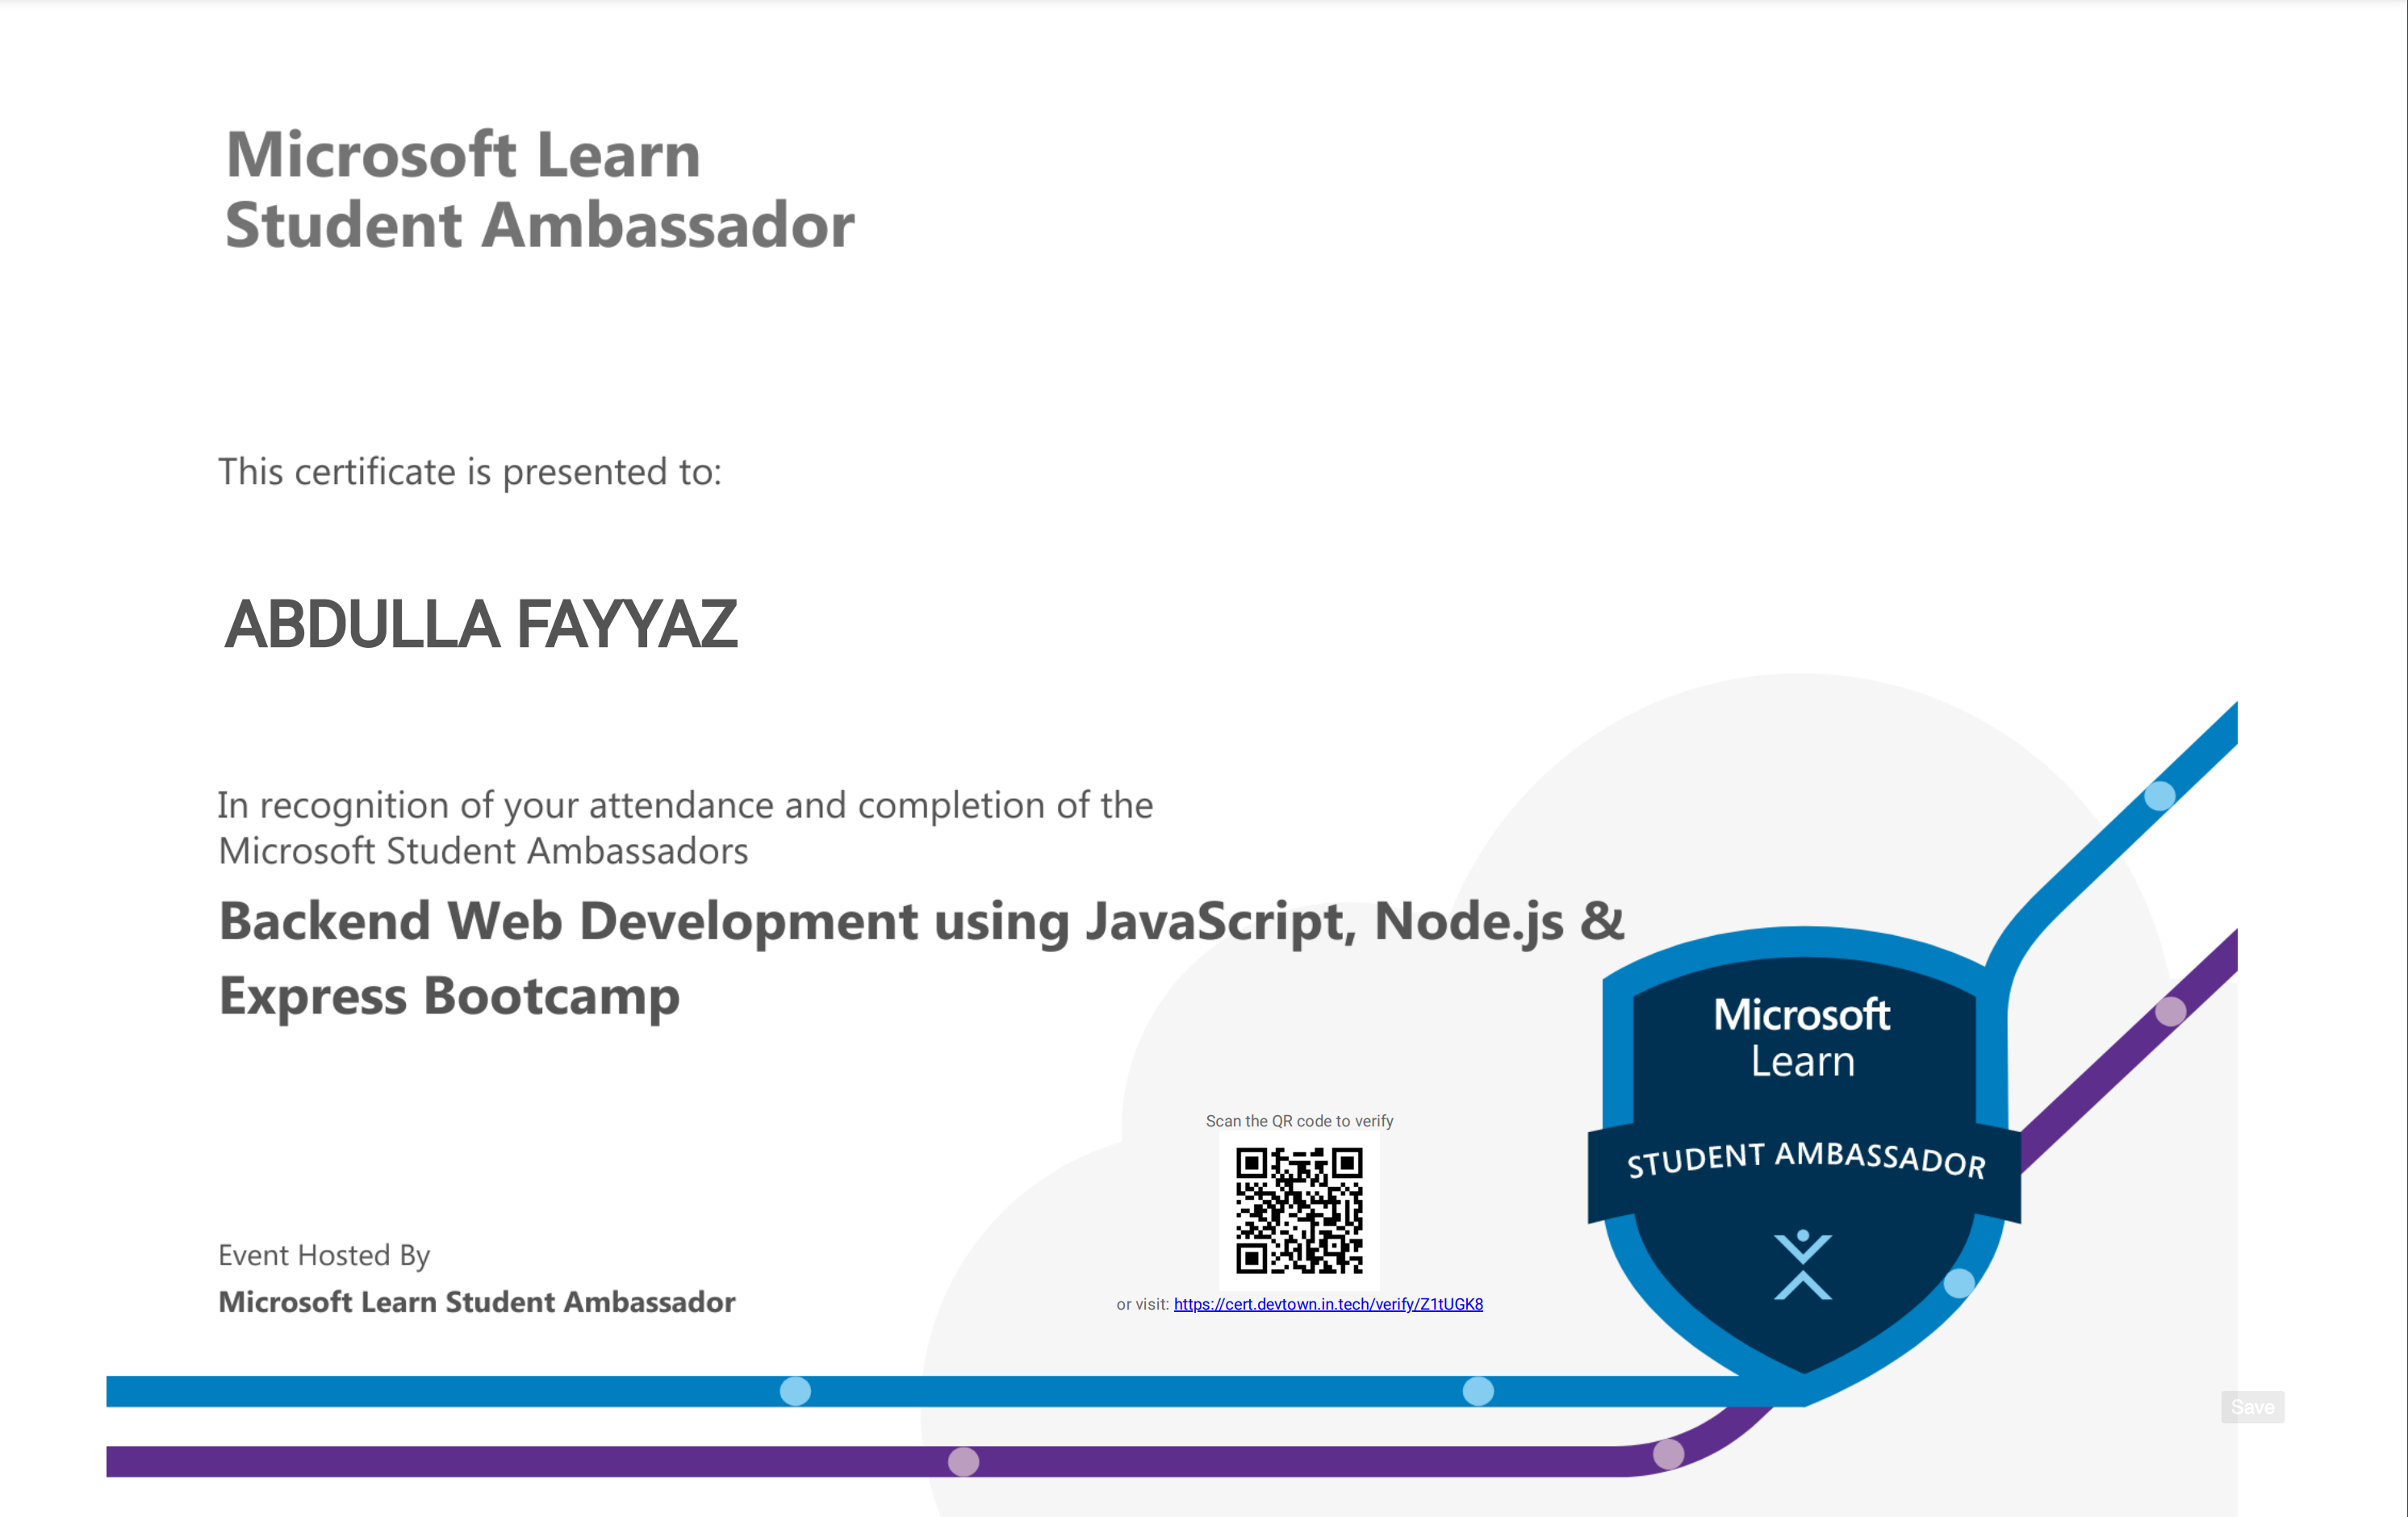 Microsoft Learn
Student Ambassador
This certificate is presented to:
ABDULLA FAYYAZ
In recognition of your attendance and completion of the
Microsoft Student Ambassadors
Backend Web Development using JavaScript, Node.js &
Express Bootcamp
Microsoft
Learn
STUDENT AMBASSADOR
Scan the QR code to verify
or visit: https://cert.devtown.in.tech/verify/Z1tUGK8
Event Hosted By
Microsoft Learn Student Ambassador
Save